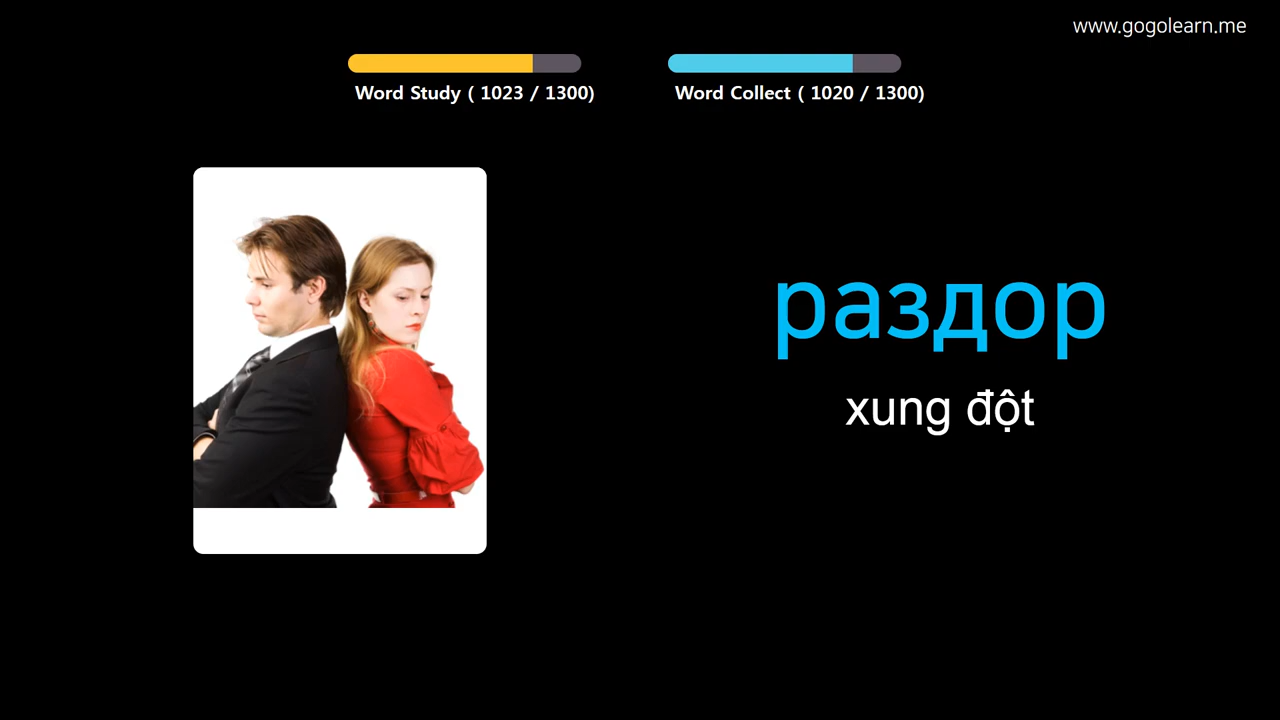 www.gogolearn.me
Word Study ( 1023 / 1300)
Word Collect ( 1020 / 1300)
раздор
xung đột